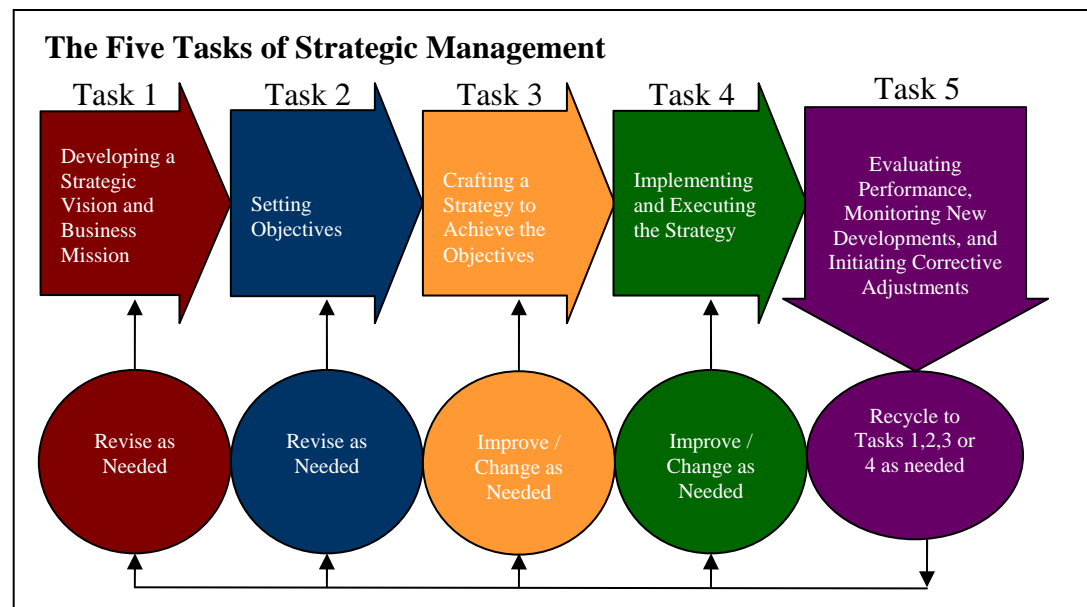 The Five Tasks of Strategic Management
Task 1
Task 2
Task 3
Task 4
Task 5
Developing a
Strategic
Vision and
Business
Mission
Setting
Objectives
Crafting a
Strategy to
Achieve the
Objectives
Implementing
and Executing
the Strategy
Evaluating
Performance,
Monitoring New
Developments, and
Initiating Corrective
Adjustments
Revise as
Needed
Revise as
Needed
Improve /
Change as
Needed
Improve /
Change as
Needed
Recycle to
Tasks 1,2,3 or
4 as needed